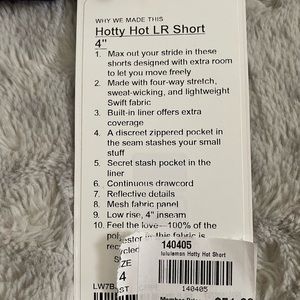 WHY WE MADE THIS
Hotty Hot LR Short
4"
1. Max out your stride in these
shorts designed with extra room
to let you move freely
2. Made with four-way stretch,
sweat-wicking, and lightweight
Swift fabric
3. Built-in liner offers extra
coverage
4. A discreet zippered pocket in
the seam stashes your small
stuff
5. Secret stash pocket in the
liner
6. Continuous drawcord
7. Reflective details
8. Mesh fabric panel
9. Low rise, 4" inseam
10. Feel the love—100% of the
in this fabric is
140405
lululemon Hotty Hot Short
140405
4